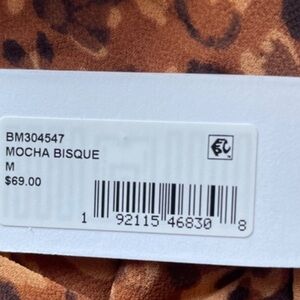 BM304547
MOCHA BISQUE
M
$69.00
1 92115 46830 8